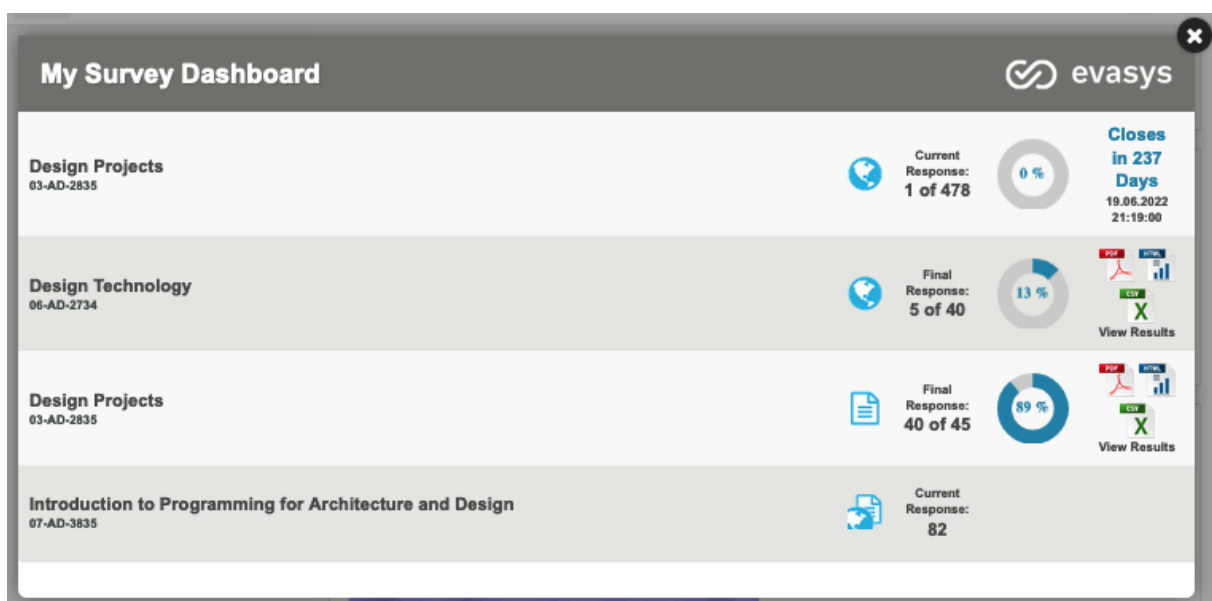 My Survey Dashboard
evasys
Design Projects
03-AD-2835
Current
Response:
1 of 478
0 %
Closes
in 237
Days
19.06.2022
21:19:00
Design Technology
06-AD-2734
Final
Response:
5 of 40
13 %
PDF
HTML
CSV
X
View Results
Design Projects
03-AD-2835
Final
Response:
40 of 45
89 %
PDF
HTML
CSV
X
View Results
Introduction to Programming for Architecture and Design
07-AD-3835
Current
Response:
82